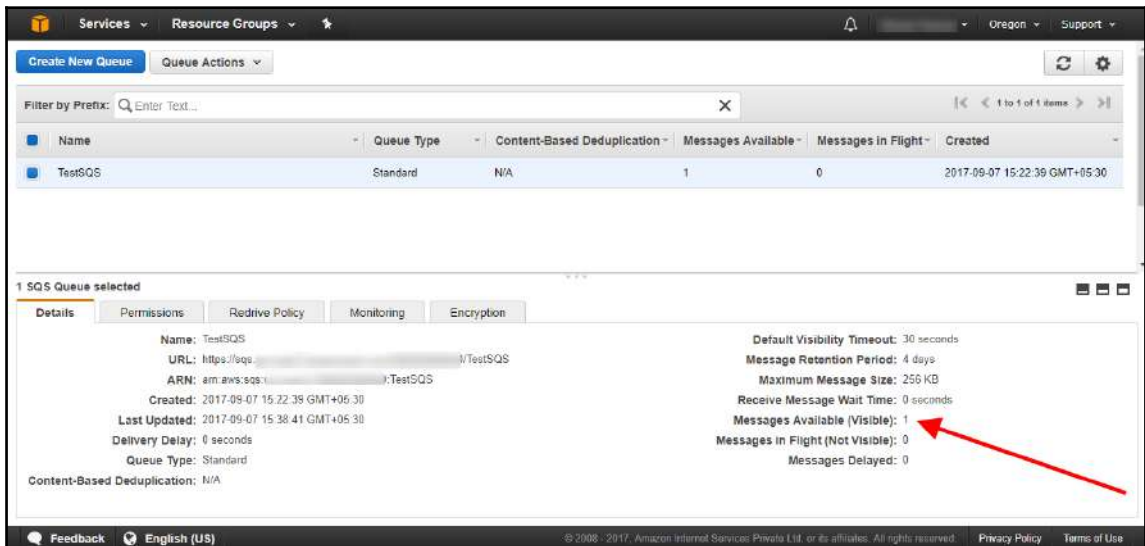 Services Resource Groups Oregon Support
Create New Queue Queue Actions
Filter by Prefix: Enter Text... 1 to 1 of 1 items
Name Queue Type Content-Based Deduplication Messages Available Messages in Flight Created
TestSQS Standard N/A 1 0 2017-09-07 15:22:39 GMT+05:30
1 SQS Queue selected
Details Permissions Redrive Policy Monitoring Encryption
Name: TestSQS
URL: https://sqs. /TestSQS
ARN: arn:aws:sqs: :TestSQS
Created: 2017-09-07 15:22:39 GMT+05:30
Last Updated: 2017-09-07 15:38:41 GMT+05:30
Delivery Delay: 0 seconds
Queue Type: Standard
Content-Based Deduplication: N/A
Default Visibility Timeout: 30 seconds
Message Retention Period: 4 days
Maximum Message Size: 256 KB
Receive Message Wait Time: 0 seconds
Messages Available (Visible): 1
Messages in Flight (Not Visible): 0
Messages Delayed: 0
Feedback English (US) © 2008 - 2017, Amazon Internet Services Private Ltd. or its affiliates. All rights reserved. Privacy Policy Terms of Use